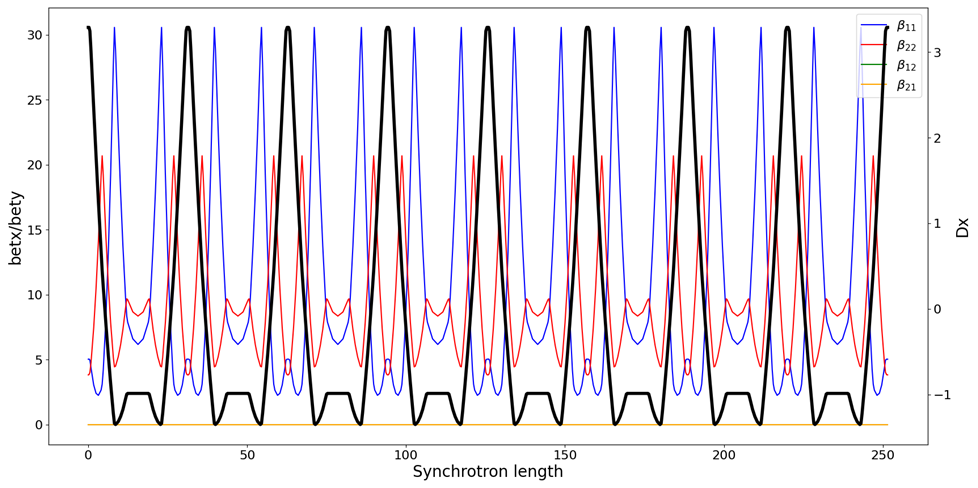 β₁₁
β₂₂
β₁₂
β₂₁
30
25
20
15
10
5
0
betx/bety
3
2
1
0
−1
Dx
0 50 100 150 200 250
Synchrotron length